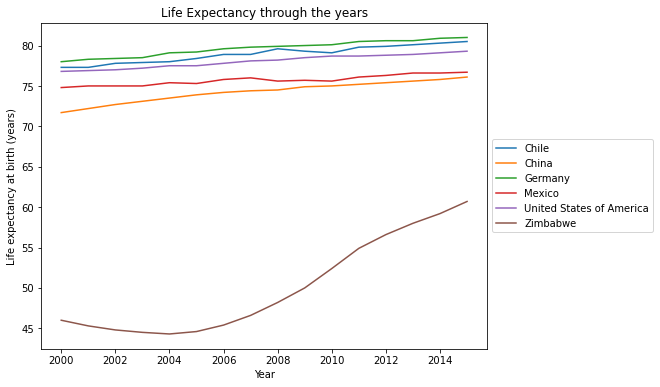 Life Expectancy through the years
Life expectancy at birth (years)
80
75
70
65
60
55
50
45
2000 2002 2004 2006 2008 2010 2012 2014
Year
Chile
China
Germany
Mexico
United States of America
Zimbabwe